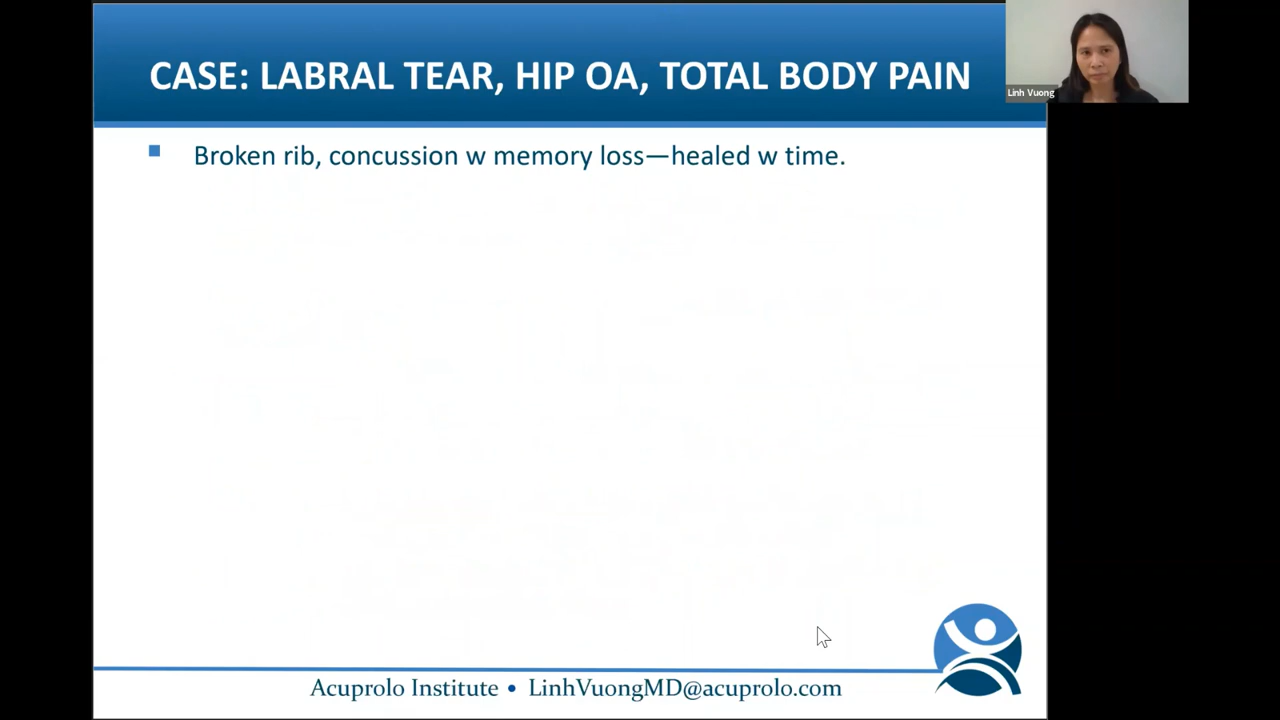 CASE: LABRAL TEAR, HIP OA, TOTAL BODY PAIN
Linh Vuong
Broken rib, concussion w memory loss—healed w time.
Acuprolo Institute • LinhVuongMD@acuprolo.com